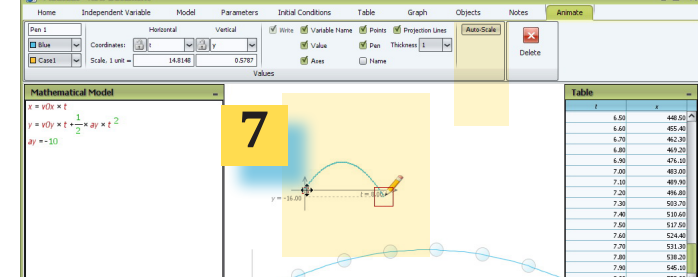 Home Independent Variable Model Parameters Initial Conditions Table Graph Objects Notes Animate
Pen 1 Horizontal Vertical Write Variable Name Points Projection Lines Auto-Scale
Blue Coordinates: t y Value Pen Thickness 1
Case1 Scale, 1 unit = 14.8148 0.5787 Axes Name Delete
Values
Mathematical Model
x = v0x × t
y = v0y × t + 1/2 × ay × t 2
ay = -10
7
y = -16.00
Table
t x
6.50 448.50
6.60 455.40
6.70 462.30
6.80 469.20
6.90 476.10
7.00 483.00
7.10 489.90
7.20 496.80
7.30 503.70
7.40 510.60
7.50 517.50
7.60 524.40
7.70 531.30
7.80 538.20
7.90 545.10